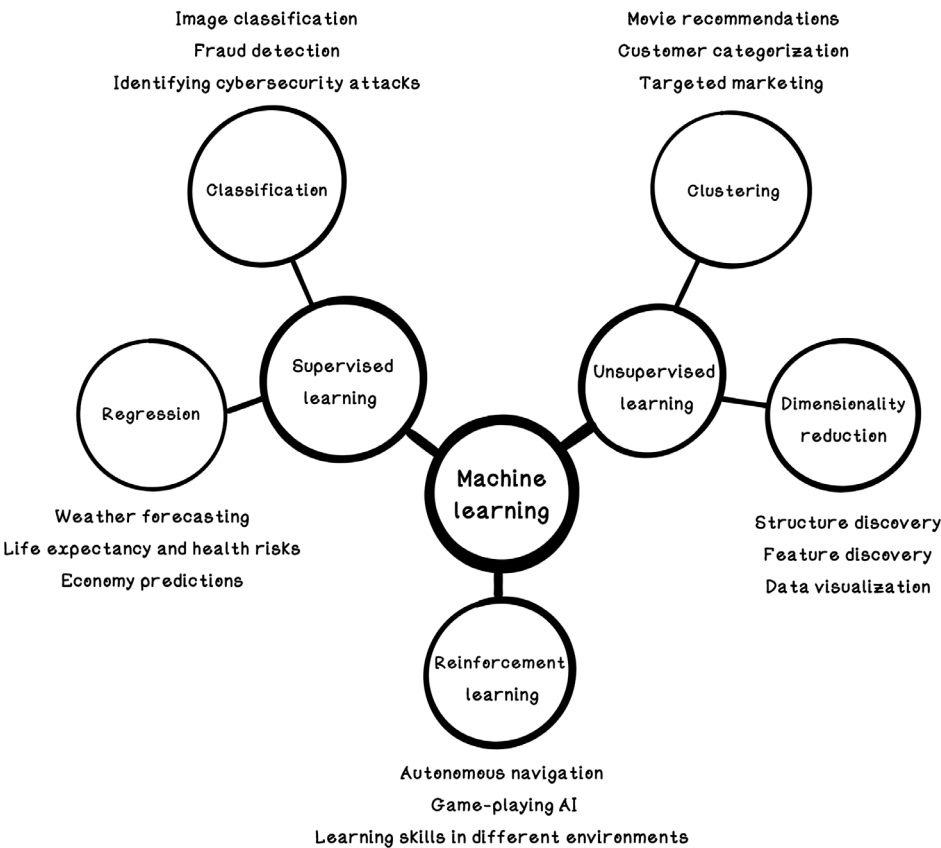 Image classification
Fraud detection
Identifying cybersecurity attacks
Movie recommendations
Customer categorization
Targeted marketing
Classification
Clustering
Supervised
learning
Unsupervised
learning
Regression
Dimensionality
reduction
Machine
learning
Weather forecasting
Life expectancy and health risks
Economy predictions
Structure discovery
Feature discovery
Data visualization
Reinforcement
learning
Autonomous navigation
Game-playing AI
Learning skills in different environments